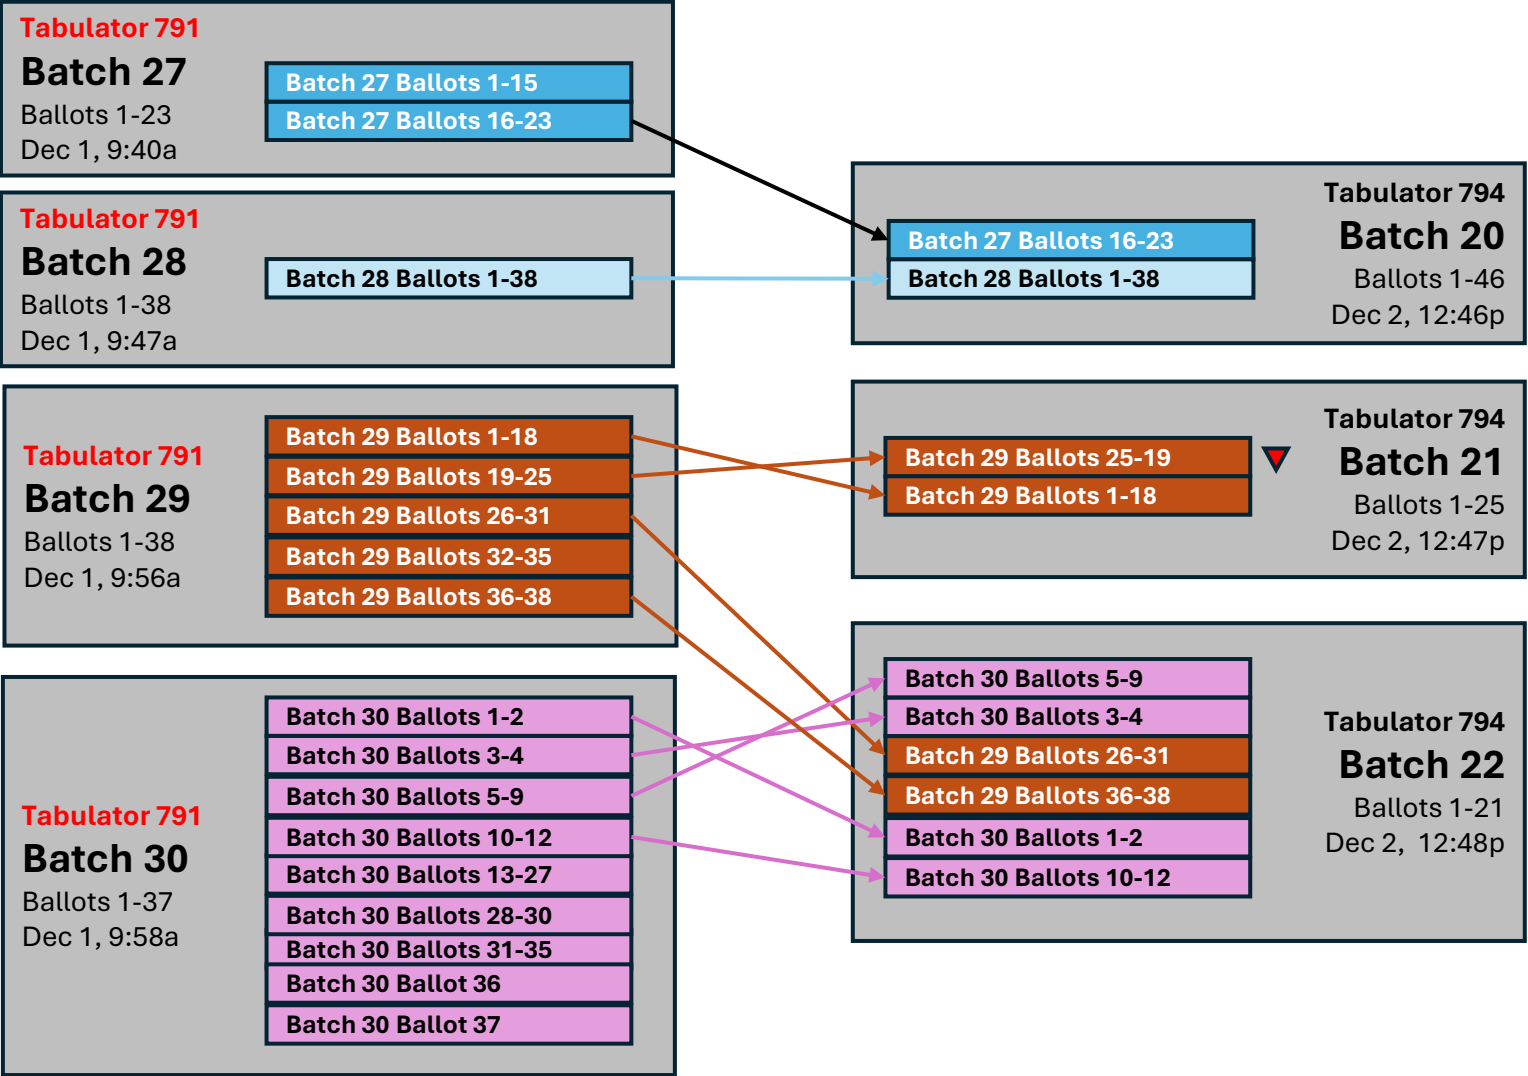 Tabulator 791
Batch 27
Ballots 1-23
Dec 1, 9:40a
Batch 27 Ballots 1-15
Batch 27 Ballots 16-23
Tabulator 791
Batch 28
Ballots 1-38
Dec 1, 9:47a
Batch 28 Ballots 1-38
Tabulator 791
Batch 29
Ballots 1-38
Dec 1, 9:56a
Batch 29 Ballots 1-18
Batch 29 Ballots 19-25
Batch 29 Ballots 26-31
Batch 29 Ballots 32-35
Batch 29 Ballots 36-38
Tabulator 791
Batch 30
Ballots 1-37
Dec 1, 9:58a
Batch 30 Ballots 1-2
Batch 30 Ballots 3-4
Batch 30 Ballots 5-9
Batch 30 Ballots 10-12
Batch 30 Ballots 13-27
Batch 30 Ballots 28-30
Batch 30 Ballots 31-35
Batch 30 Ballot 36
Batch 30 Ballot 37
Batch 27 Ballots 16-23
Batch 28 Ballots 1-38
Tabulator 794
Batch 20
Ballots 1-46
Dec 2, 12:46p
Batch 29 Ballots 25-19
Batch 29 Ballots 1-18
Tabulator 794
Batch 21
Ballots 1-25
Dec 2, 12:47p
Batch 30 Ballots 5-9
Batch 30 Ballots 3-4
Batch 29 Ballots 26-31
Batch 29 Ballots 36-38
Batch 30 Ballots 1-2
Batch 30 Ballots 10-12
Tabulator 794
Batch 22
Ballots 1-21
Dec 2, 12:48p